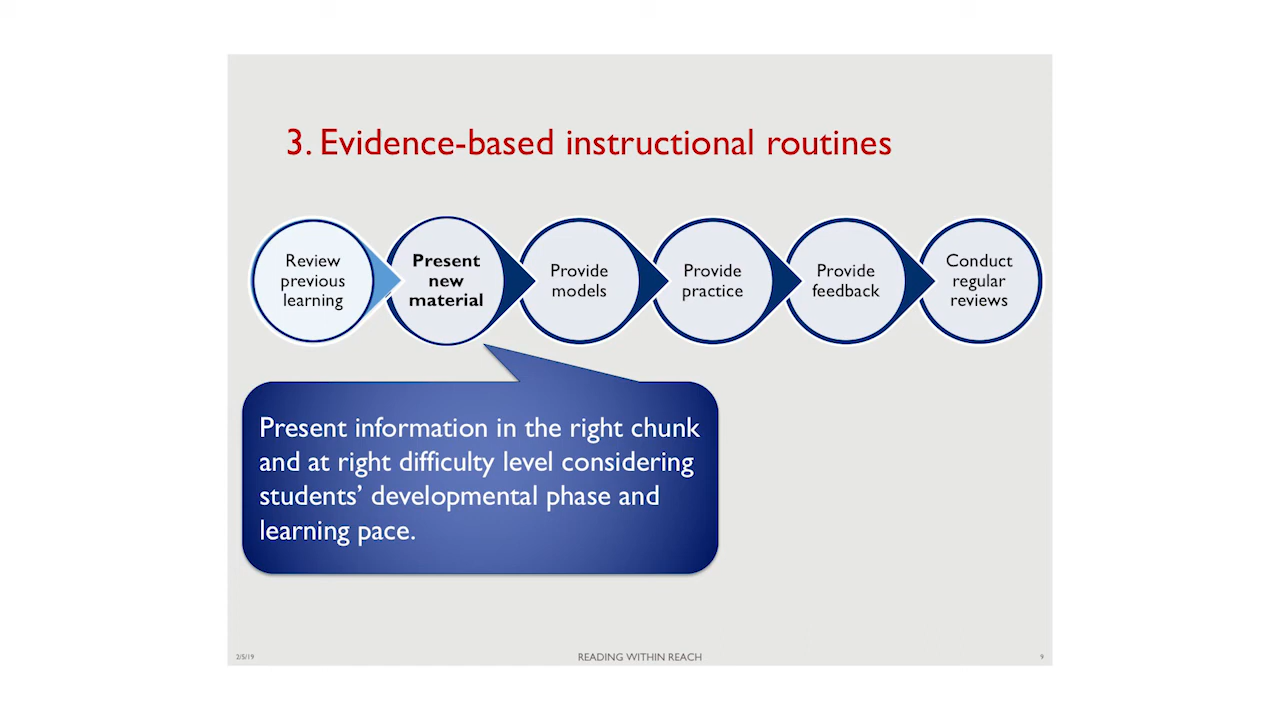 3. Evidence-based instructional routines
Review
previous
learning
Present
new
material
Provide
models
Provide
practice
Provide
feedback
Conduct
regular
reviews
Present information in the right chunk
and at right difficulty level considering
students’ developmental phase and
learning pace.
2/5/19
READING WITHIN REACH
9